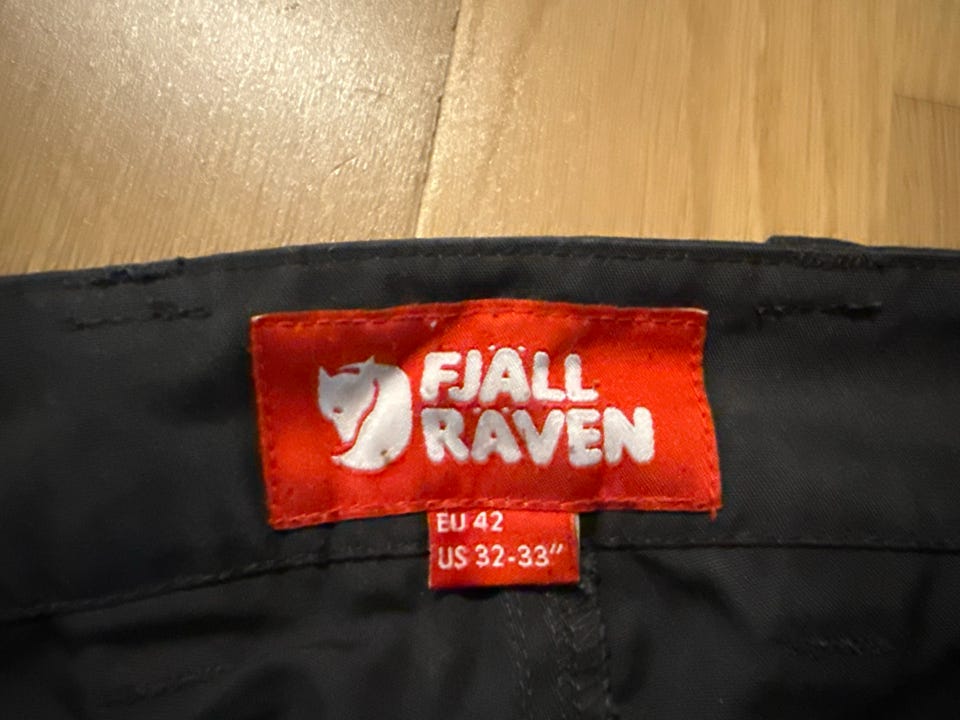 FJÄLL
RÄVEN
EU 42
US 32-33"